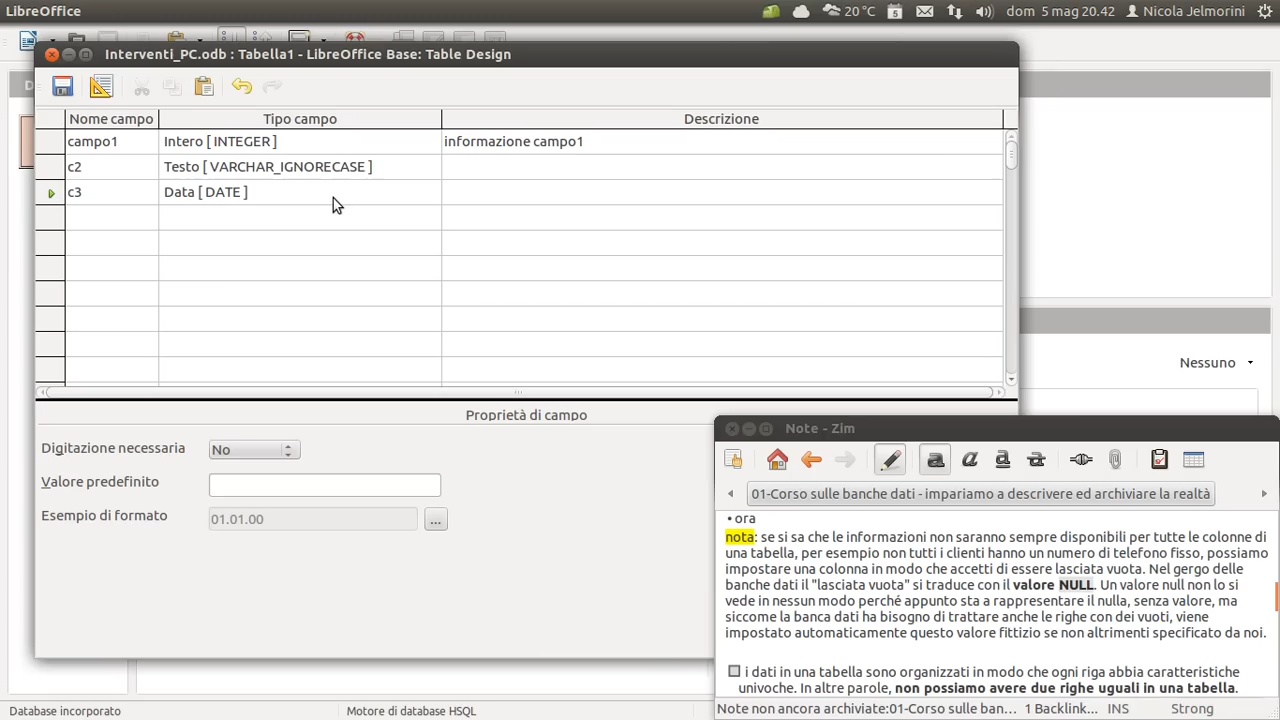 LibreOffice
20 °C
5
dom 5 mag 20.42
Nicola Jelmorini
Interventi_PC.odb : Tabella1 - LibreOffice Base: Table Design
Nome campo
Tipo campo
Descrizione
campo1
Intero [ INTEGER ]
informazione campo1
c2
Testo [ VARCHAR_IGNORECASE ]
c3
Data [ DATE ]
Nessuno
Proprietà di campo
Digitazione necessaria
No
Valore predefinito
Esempio di formato
01.01.00
...
Note - Zim
01-Corso sulle banche dati - impariamo a descrivere ed archiviare la realtà
• ora
nota: se si sa che le informazioni non saranno sempre disponibili per tutte le colonne di
una tabella, per esempio non tutti i clienti hanno un numero di telefono fisso, possiamo
impostare una colonna in modo che accetti di essere lasciata vuota. Nel gergo delle
banche dati il "lasciata vuota" si traduce con il valore NULL. Un valore null non lo si
vede in nessun modo perché appunto sta a rappresentare il nulla, senza valore, ma
siccome la banca dati ha bisogno di trattare anche le righe con dei vuoti, viene
impostato automaticamente questo valore fittizio se non altrimenti specificato da noi.
i dati in una tabella sono organizzati in modo che ogni riga abbia caratteristiche
univoche. In altre parole, non possiamo avere due righe uguali in una tabella.
Note non ancora archiviate:01-Corso sulle ban...
1 Backlink...
INS
Strong
Database incorporato
Motore di database HSQL